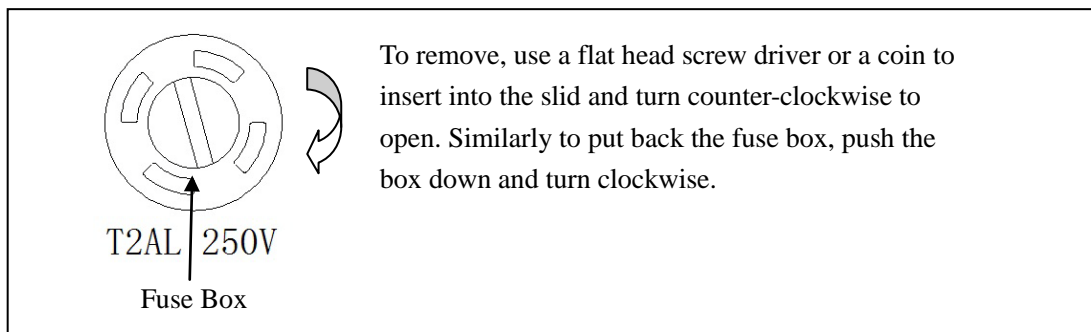 To remove, use a flat head screw driver or a coin to
insert into the slid and turn counter-clockwise to
open. Similarly to put back the fuse box, push the
box down and turn clockwise.
T2AL 250V
Fuse Box